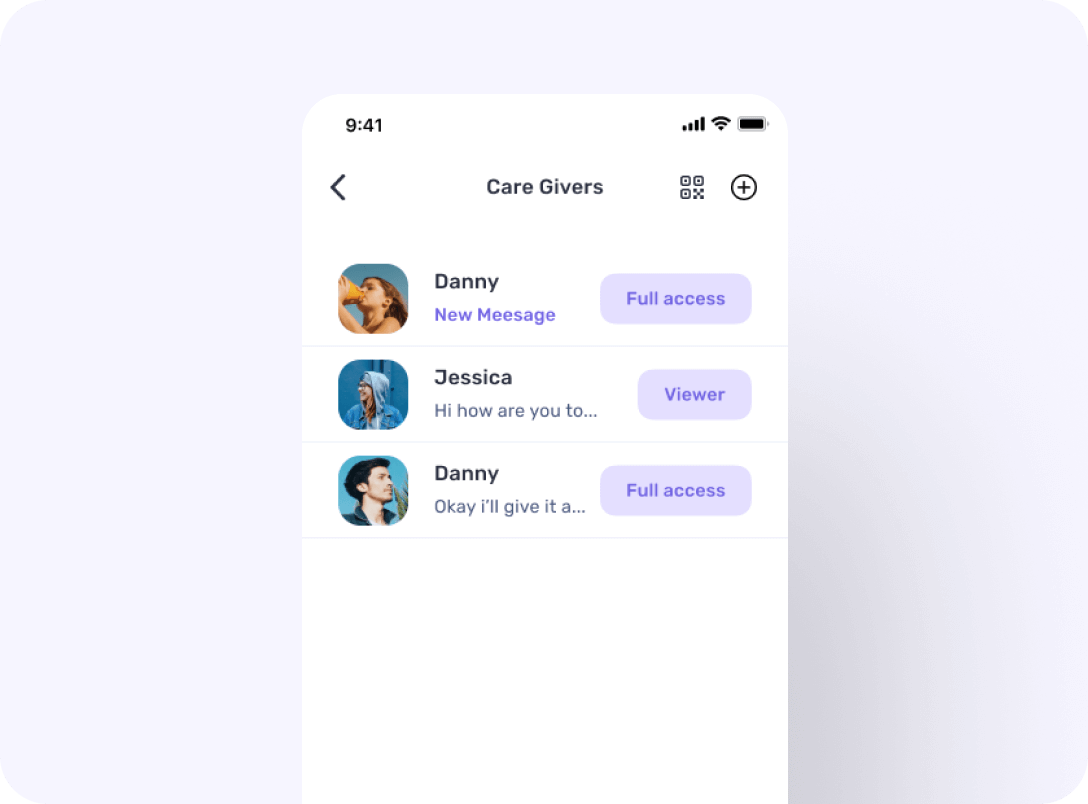 9:41
Care Givers
Danny
New Meesage
Full access
Jessica
Hi how are you to...
Viewer
Danny
Okay i’ll give it a...
Full access